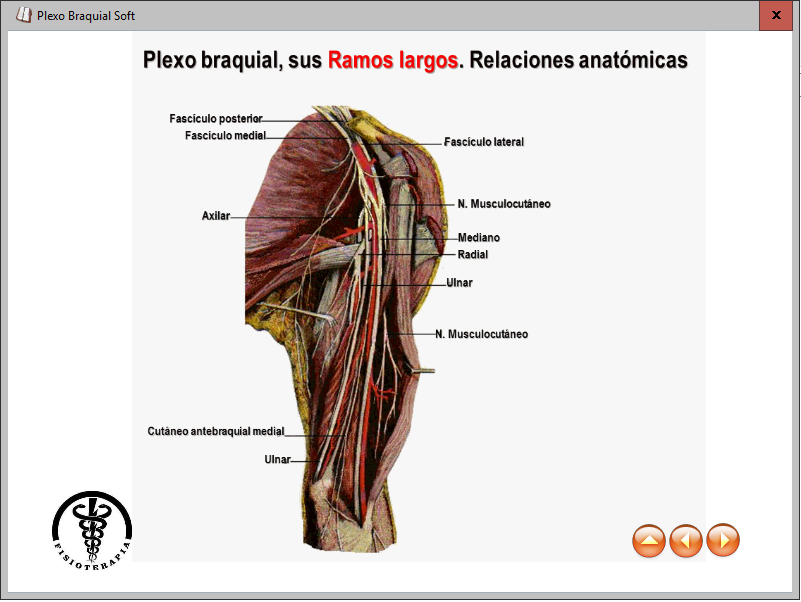 Plexo Braquial Soft
Plexo braquial, sus Ramos largos. Relaciones anatómicas
Fascículo posterior
Fascículo medial
Fascículo lateral
N. Musculocutáneo
Axilar
Mediano
Radial
Ulnar
N. Musculocutáneo
Cutáneo antebraquial medial
Ulnar
FISIOTERAPIA